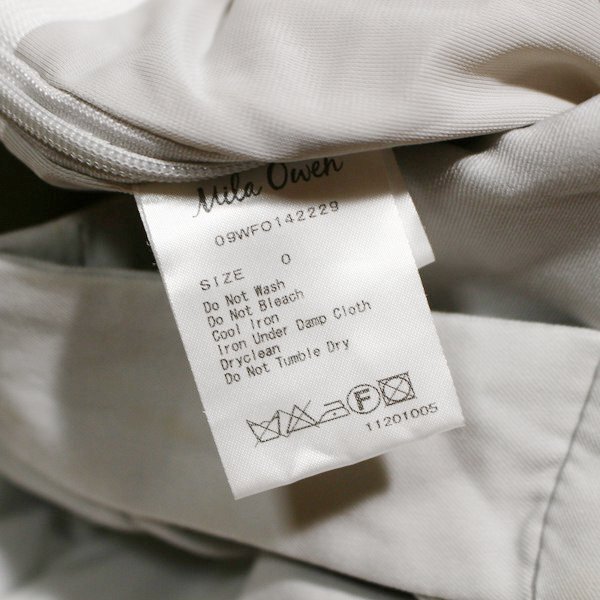 Mila Owen
09WFO142229
SIZE 0
Do Not Wash
Do Not Bleach
Cool Iron
Iron Under Damp Cloth
Dryclean
Do Not Tumble Dry
F
11201005